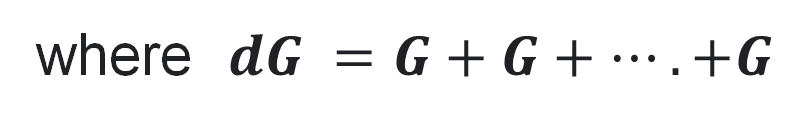 where dG = G + G + ⋯ . +G